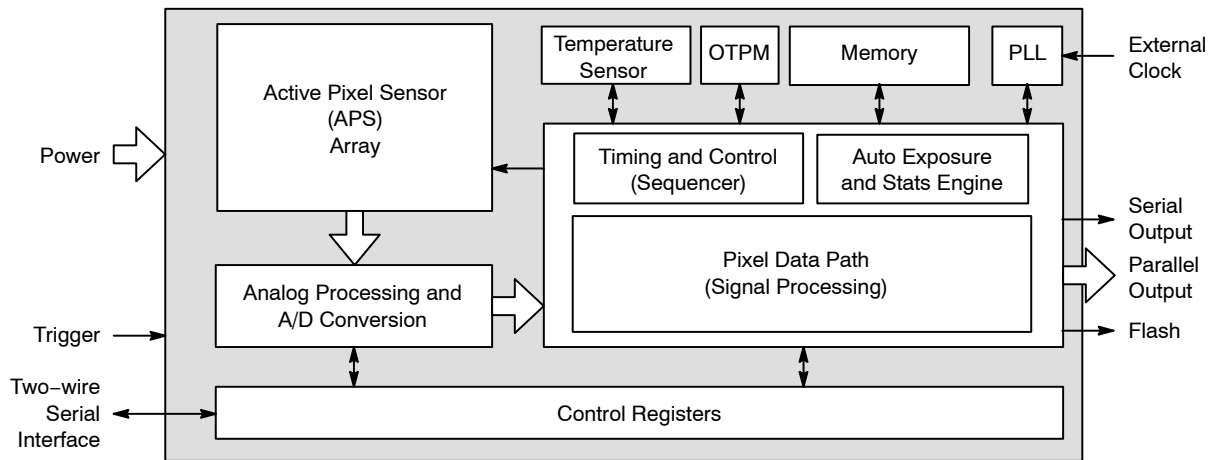 Active Pixel Sensor
(APS)
Array
Temperature
Sensor
OTPM
Memory
PLL
External
Clock
Power
Timing and Control
(Sequencer)
Auto Exposure
and Stats Engine
Serial
Output
Pixel Data Path
(Signal Processing)
Parallel
Output
Analog Processing and
A/D Conversion
Trigger
Flash
Two−wire
Serial
Interface
Control Registers